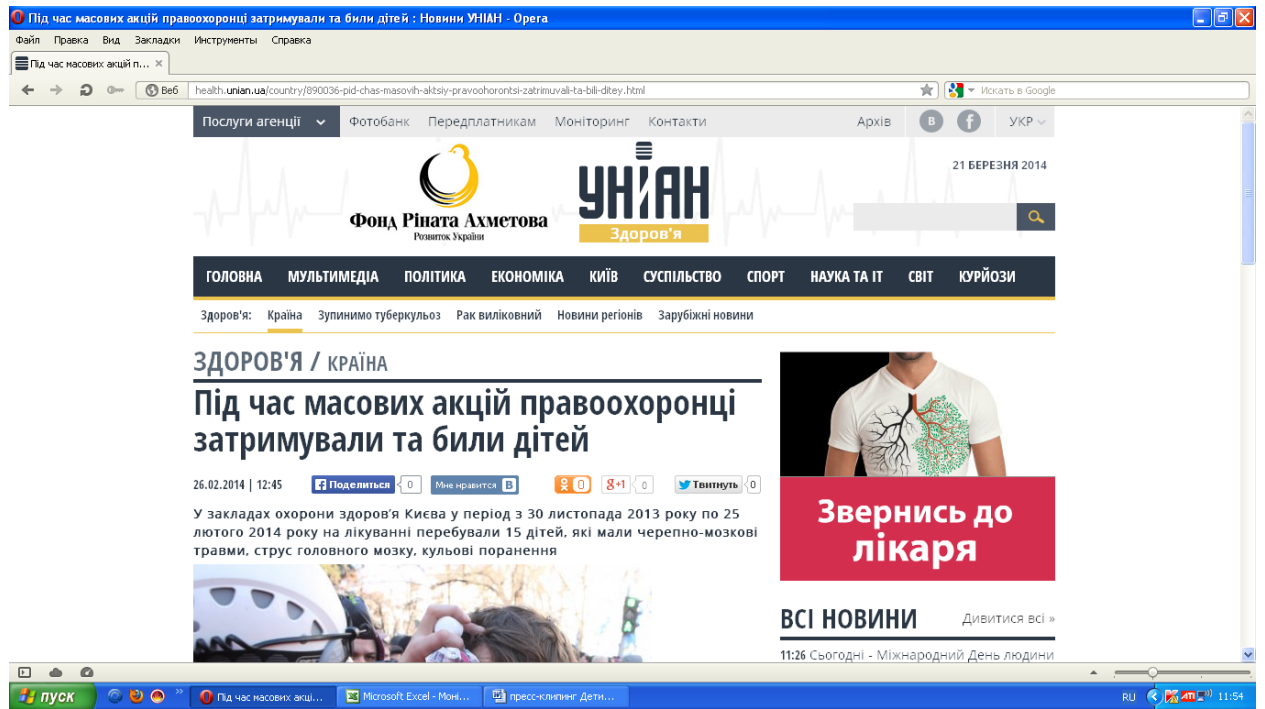 Під час масових акцій правоохоронці затримували та били дітей : Новини УНІАН - Opera
Файл Правка Вид Закладки Инструменты Справка
Під час масових акцій п...
Веб health.unian.ua/country/890036-pid-chas-masovih-aktsiy-pravoohorontsi-zatrimuvali-ta-bili-ditey.html Искать в Google
Послуги агенції Фотобанк Передплатникам Моніторинг Контакти Архів В f УКР
21 БЕРЕЗНЯ 2014
Фонд Ріната Ахметова
Розвиток України
УНІАН
Здоров'я
ГОЛОВНА МУЛЬТИМЕДІА ПОЛІТИКА ЕКОНОМІКА КИЇВ СУСПІЛЬСТВО СПОРТ НАУКА ТА ІТ СВІТ КУРЙОЗИ
Здоров'я: Країна Зупинимо туберкульоз Рак виліковний Новини регіонів Зарубіжні новини
ЗДОРОВ'Я / КРАЇНА
Під час масових акцій правоохоронці
затримували та били дітей
26.02.2014 | 12:45 Поделиться 0 Мне нравится В 0 g+1 0 Твитнуть 0
У закладах охорони здоров'я Києва у період з 30 листопада 2013 року по 25
лютого 2014 року на лікуванні перебували 15 дітей, які мали черепно-мозкові
травми, струс головного мозку, кульові поранення
Звернись до
лікаря
ВСІ НОВИНИ Дивитися всі »
11:26 Сьогодні - Міжнародний День людини
пуск Під час масових акці... Microsoft Excel - Моні... пресс-клипинг Дети... RU ATI 11:54